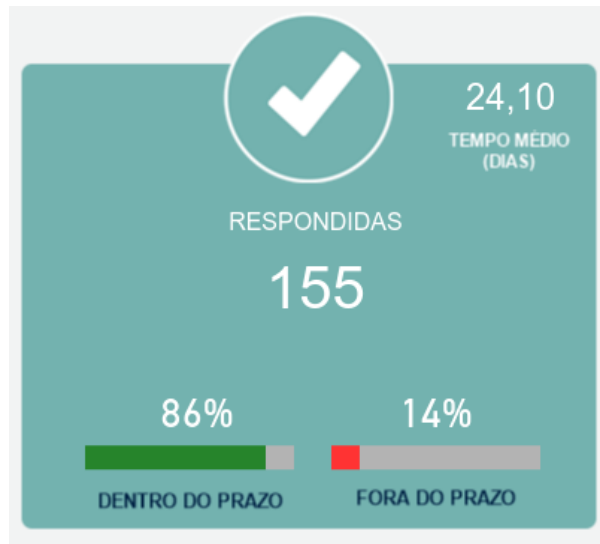 24,10
TEMPO MÉDIO
(DIAS)
RESPONDIDAS
155
86%
14%
DENTRO DO PRAZO
FORA DO PRAZO